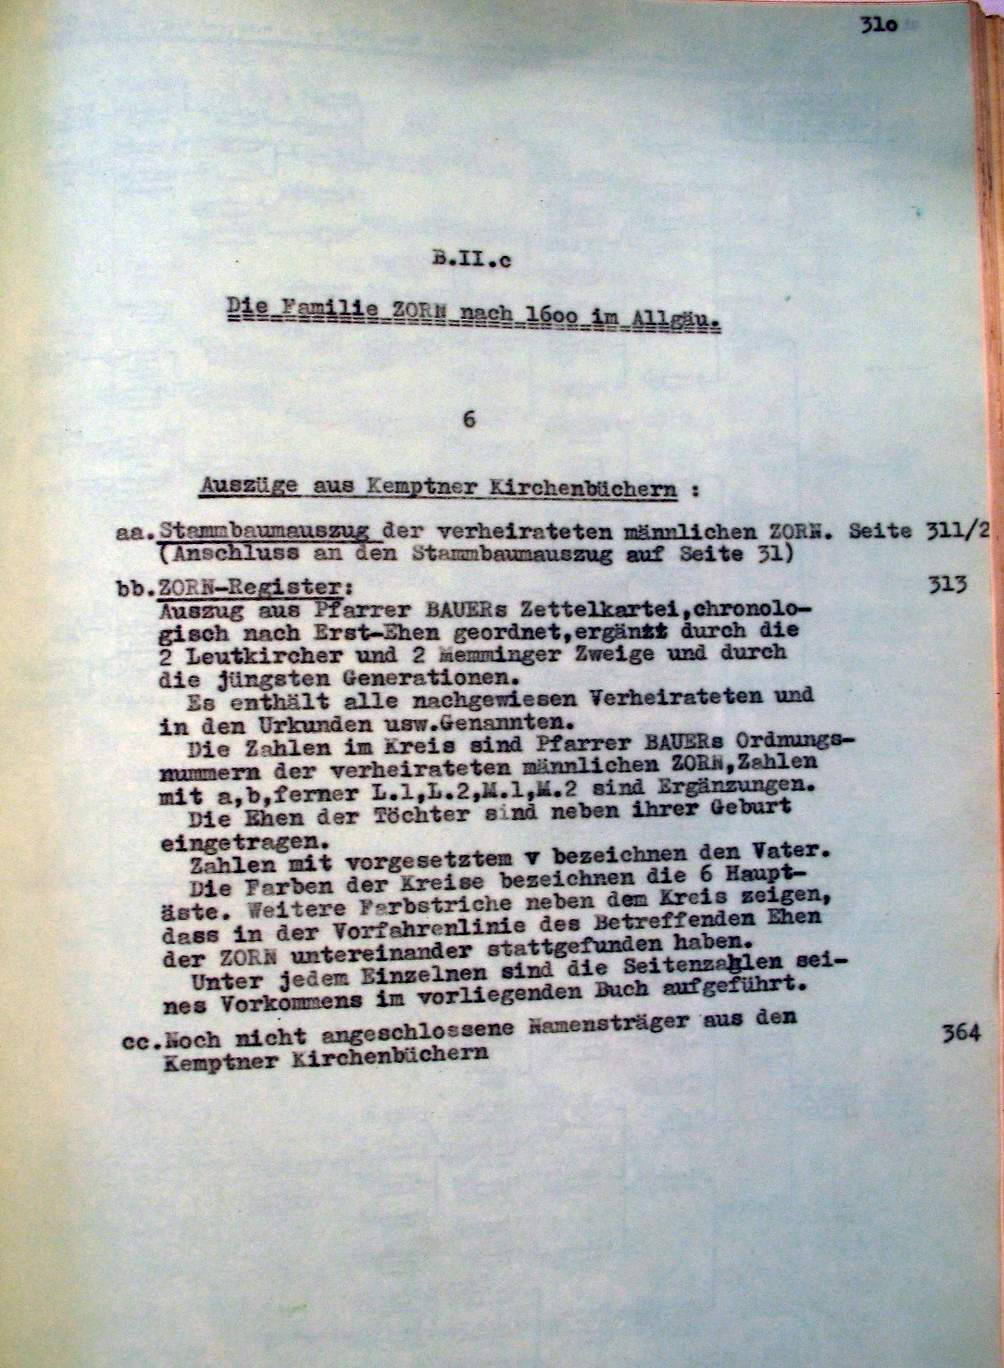 31o
B.II.c
Die Familie ZORN nach 16oo im Allgäu.
6
Auszüge aus Kemptner Kirchenbüchern :
aa. Stammbaumauszug der verheirateten männlichen ZORN. Seite 311/2
(Anschluss an den Stammbaumauszug auf Seite 31)
bb. ZORN-Register: 313
Auszug aus Pfarrer BAUERs Zettelkartei,chronolo-
gisch nach Erst-Ehen geordnet,ergänzt durch die
2 Leutkircher und 2 Memminger Zweige und durch
die jüngsten Generationen.
Es enthält alle nachgewiesen Verheirateten und
in den Urkunden usw.Genannten.
Die Zahlen im Kreis sind Pfarrer BAUERs Ordnungs-
nummern der verheirateten männlichen ZORN,Zahlen
mit a,b,ferner L.1,L.2,M.1,M.2 sind Ergänzungen.
Die Ehen der Töchter sind neben ihrer Geburt
eingetragen.
Zahlen mit vorgesetztem v bezeichnen den Vater.
Die Farben der Kreise bezeichnen die 6 Haupt-
äste. Weitere Farbstriche neben dem Kreis zeigen,
dass in der Vorfahrenlinie des Betreffenden Ehen
der ZORN untereinander stattgefunden haben.
Unter jedem Einzelnen sind die Seitenzahlen sei-
nes Vorkommens im vorliegenden Buch aufgeführt.
cc. Noch nicht angeschlossene Namensträger aus den 364
Kemptner Kirchenbüchern